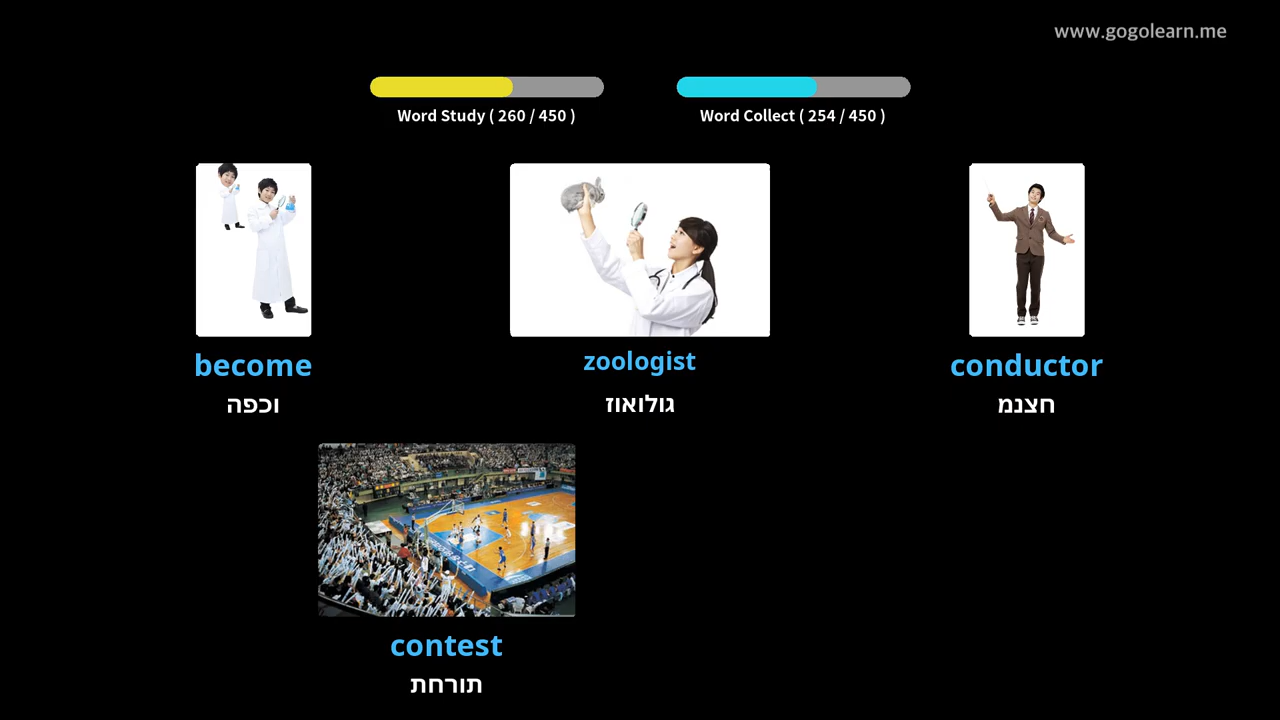 www.gogolearn.me
Word Study ( 260 / 450 )
Word Collect ( 254 / 450 )
become
וכפה
zoologist
גולואוז
conductor
חצנמ
contest
תורחת